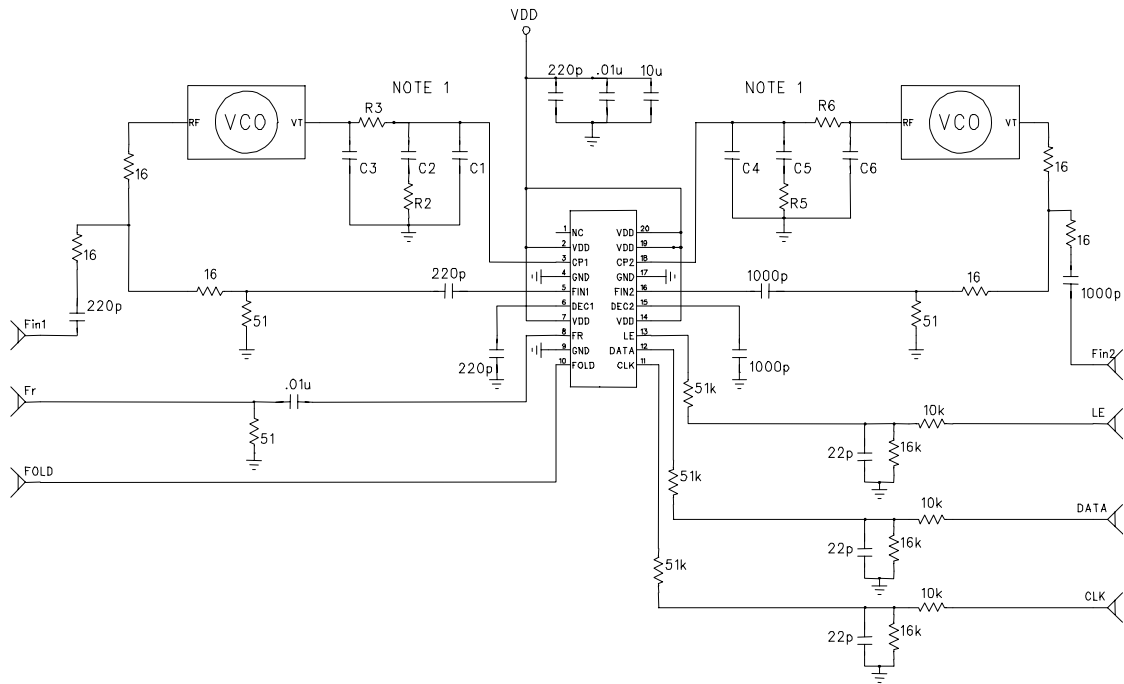 VDD
220p .01u 10u
NOTE 1
NOTE 1
RF VCO VT
R3
C3 C2 C1
R2
R6
C4 C5 C6
R5
RF VCO VT
16
16
16
16
220p
16
51
220p
1000p
16
51
1000p
Fin1
Fin2
1 NC VDD 20
2 VDD VDD 19
3 CP1 CP2 18
4 GND GND 17
5 FIN1 FIN2 16
6 DEC1 DEC2 15
7 VDD VDD 14
8 FR LE 13
9 GND DATA 12
10 FOLD CLK 11
220p
1000p
Fr
.01u
51
FOLD
51k
10k
LE
22p
16k
51k
10k
DATA
22p
16k
51k
10k
CLK
22p
16k